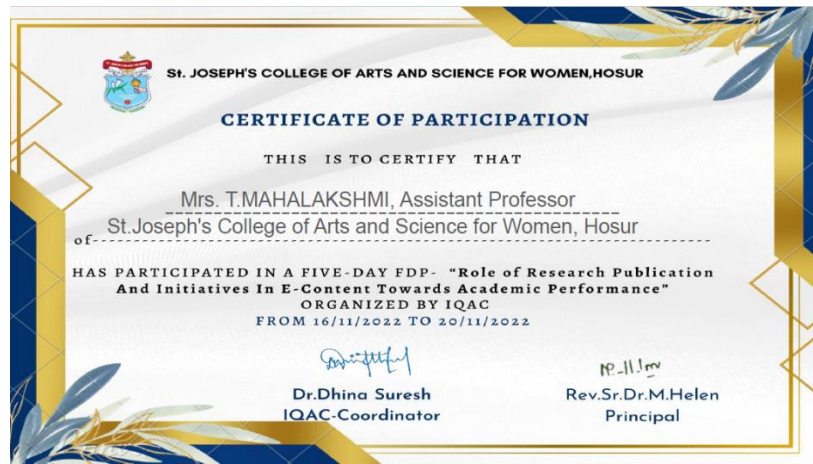 St. JOSEPH'S COLLEGE OF ARTS AND SCIENCE FOR WOMEN,HOSUR
CERTIFICATE OF PARTICIPATION
THIS IS TO CERTIFY THAT
Mrs. T.MAHALAKSHMI, Assistant Professor
of St.Joseph's College of Arts and Science for Women, Hosur
HAS PARTICIPATED IN A FIVE-DAY FDP- “Role of Research Publication
And Initiatives In E-Content Towards Academic Performance”
ORGANIZED BY IQAC
FROM 16/11/2022 TO 20/11/2022
Dr.Dhina Suresh
IQAC-Coordinator
Rev.Sr.Dr.M.Helen
Principal